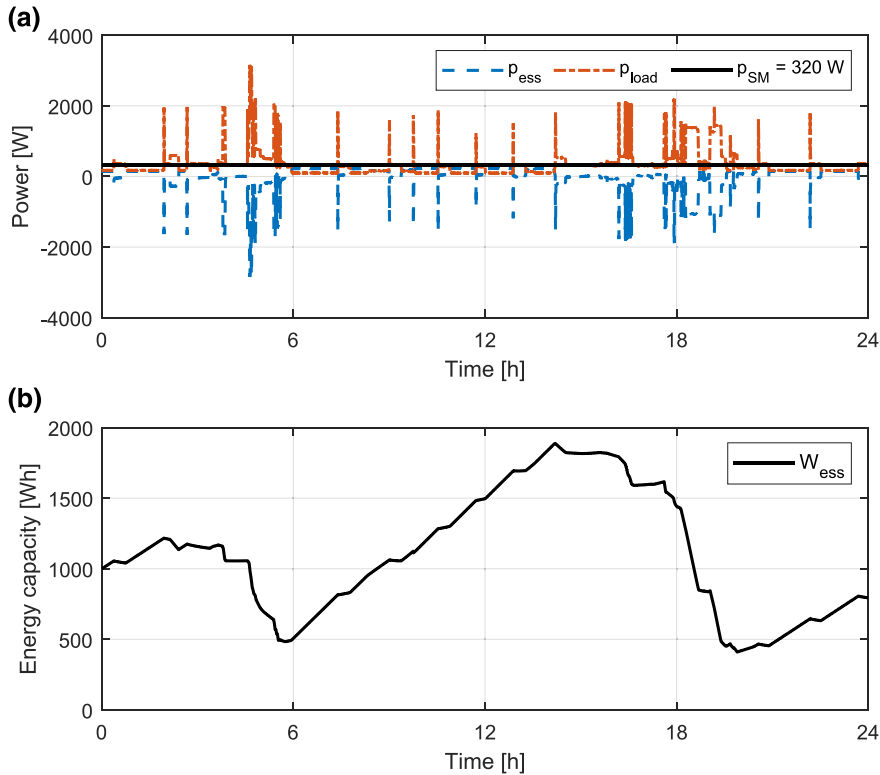 (a)
4000
2000
0
-2000
-4000
Power [W]
p_ess p_load p_SM = 320 W
0 6 12 18 24
Time [h]
(b)
2000
1500
1000
500
0
Energy capacity [Wh]
W_ess
0 6 12 18 24
Time [h]